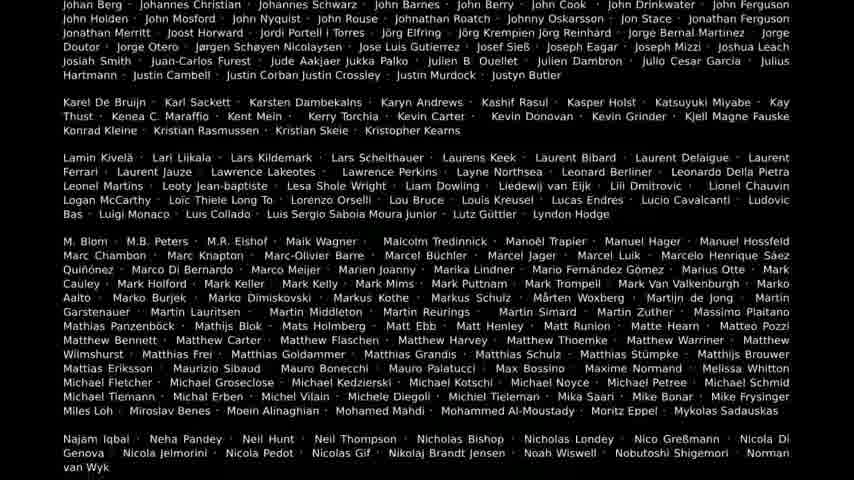 Johan Berg · Johannes Christian · Johannes Schwarz · John Barnes · John Berry · John Cook · John Drinkwater · John Ferguson
John Holden · John Mosford · John Nyquist · John Rouse · Johnathan Roatch · Johnny Oskarsson · Jon Stace · Jonathan Ferguson
Jonathan Merritt · Joost Howard · Jordi Portell i Torres · Jörg Elfring · Jörg Krempien Jörg Reinhard · Jorge Bernal Martinez · Jorge
Doutor · Jorge Otero · Jørgen Schøyen Nicolaysen · Jose Luis Gutierrez · Josef Sieß · Joseph Eagar · Joseph Mizzi · Joshua Leach
Josiah Smith · Juan-Carlos Furest · Jude Aakjaer Jukka Palko · Julien B. Ouellet · Julien Dambron · Julio Cesar Garcia · Julius
Hartmann · Justin Cambell · Justin Corban Justin Crossley · Justin Murdock · Justyn Butler
Karel De Bruijn · Karl Sackett · Karsten Dambekalns · Karyn Andrews · Kashif Rasul · Kasper Holst · Katsuyuki Miyabe · Kay
Thust · Kenea C. Maraffio · Kent Mein · Kerry Torchia · Kevin Carter · Kevin Donovan · Kevin Grinder · Kjell Magne Fauske
Konrad Kleine · Kristian Rasmussen · Kristian Skeie · Kristopher Kearns
Lamin Kivelä · Lari Liikala · Lars Kildemark · Lars Scheithauer · Laurens Keek · Laurent Bibard · Laurent Delaigue · Laurent
Ferrari · Laurent Jauze · Lawrence Lakeotes · Lawrence Perkins · Layne Northsea · Leonard Berliner · Leonardo Della Pietra
Leonel Martins · Leoty Jean-baptiste · Lesa Shole Wright · Liam Dowling · Liedewij van Eijk · Lili Dmitrovic · Lionel Chauvin
Logan McCarthy · Loïc Thiele Long To · Lorenzo Orselli · Lou Bruce · Louis Kreusel · Lucas Endres · Lucio Cavalcanti · Ludovic
Bas · Luigi Monaco · Luis Collado · Luis Sergio Saboia Moura Junior · Lutz Güttler · Lyndon Hodge
M. Blom · M.B. Peters · M.R. Elshof · Maik Wagner · Malcolm Tredinnick · Manoël Trapier · Manuel Hager · Manuel Hossfeld
Marc Chambon · Marc Knapton · Marc-Olivier Barre · Marcel Büchler · Marcel Jager · Marcel Luik · Marcelo Henrique Sáez
Quiñónez · Marco Di Bernardo · Marco Meijer · Marien Joanny · Marika Lindner · Mario Fernández Gómez · Marius Otte · Mark
Cauley · Mark Holford · Mark Keller · Mark Kelly · Mark Mims · Mark Puttnam · Mark Trompell · Mark Van Valkenburgh · Marko
Aalto · Marko Burjek · Marko Dimiskovski · Markus Kothe · Markus Schulz · Mårten Woxberg · Martijn de Jong · Martin
Garstenauer · Martin Lauritsen · Martin Middleton · Martin Reurings · Martin Simard · Martin Zuther · Massimo Plaitano
Mathias Panzenböck · Mathijs Blok · Mats Holmberg · Matt Ebb · Matt Henley · Matt Runion · Matte Hearn · Matteo Pozzi
Matthew Bennett · Matthew Carter · Matthew Flaschen · Matthew Harvey · Matthew Thoemke · Matthew Warriner · Matthew
Wilmshurst · Matthias Frei · Matthias Goldammer · Matthias Grandis · Matthias Schulz · Matthias Stümpke · Matthijs Brouwer
Mattias Eriksson · Maurizio Sibaud · Mauro Bonecchi · Mauro Palatucci · Max Bossino · Maxime Normand · Melissa Whitton
Michael Fletcher · Michael Groseclose · Michael Kedzierski · Michael Kotschi · Michael Noyce · Michael Petree · Michael Schmid
Michael Tiemann · Michal Erben · Michel Vilain · Michele Diegoli · Michiel Tieleman · Mika Saari · Mike Bonar · Mike Frysinger
Miles Loh · Miroslav Benes · Moein Alinaghian · Mohamed Mahdi · Mohammed Al-Moustady · Moritz Eppel · Mykolas Sadauskas
Najam Iqbal · Neha Pandey · Neil Hunt · Neil Thompson · Nicholas Bishop · Nicholas Londey · Nico Greßmann · Nicola Di
Genova · Nicola Jelmorini · Nicola Pedot · Nicolas Gif · Nikolaj Brandt Jensen · Noah Wiswell · Nobutoshi Shigemori · Norman
van Wyk